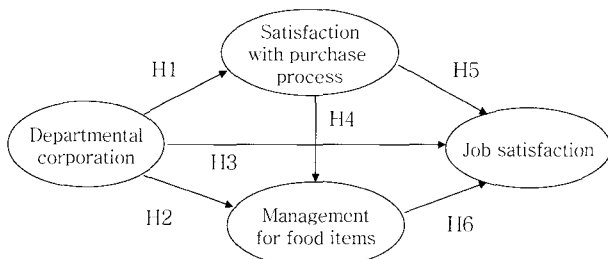 Satisfaction
with purchase
process
H1
H5
H4
Departmental
corporation
H3
Job satisfaction
H2
Management
for food items
H6